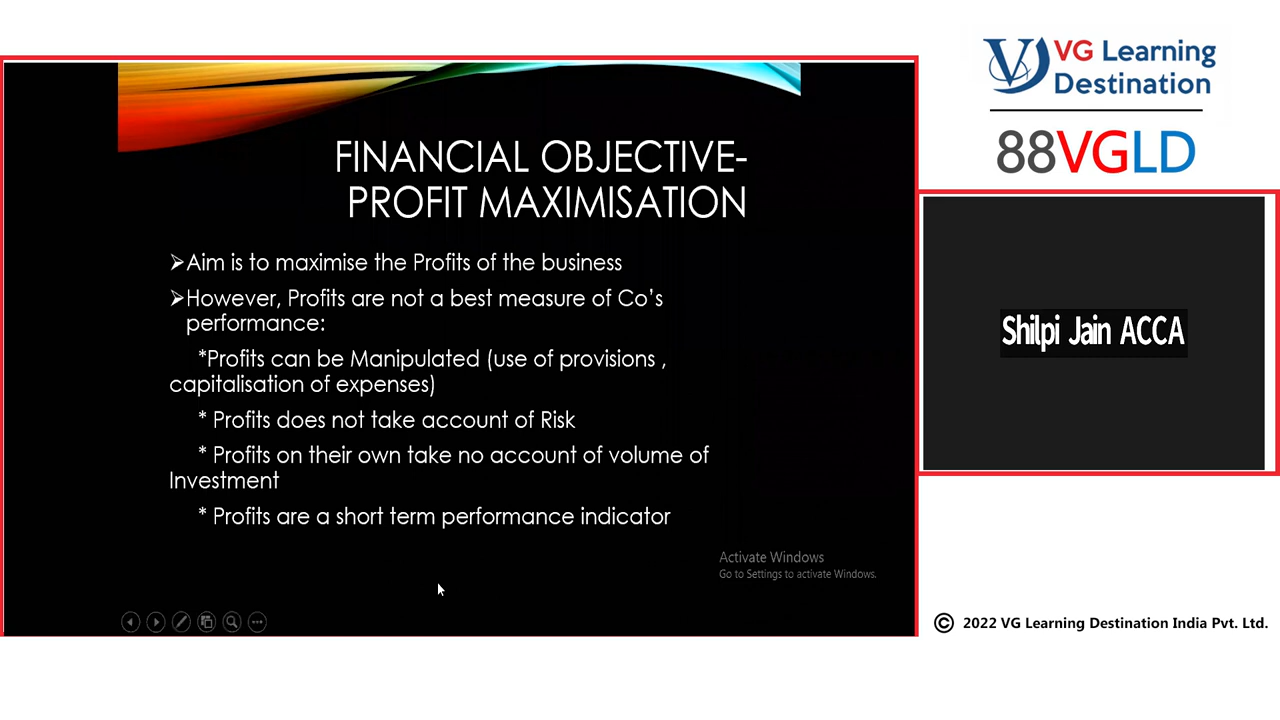 FINANCIAL OBJECTIVE-
PROFIT MAXIMISATION
➢Aim is to maximise the Profits of the business
➢However, Profits are not a best measure of Co’s
performance:
*Profits can be Manipulated (use of provisions ,
capitalisation of expenses)
* Profits does not take account of Risk
* Profits on their own take no account of volume of
Investment
* Profits are a short term performance indicator
Activate Windows
Go to Settings to activate Windows.
VG Learning
Destination
88VGLD
Shilpi Jain ACCA
© 2022 VG Learning Destination India Pvt. Ltd.